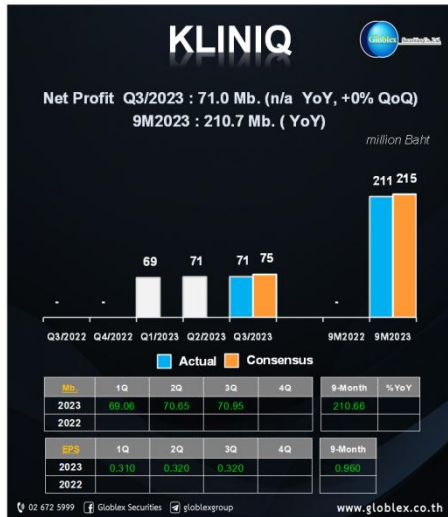 KLINIQ
Globlex Securities Co., Ltd.
Net Profit Q3/2023 : 71.0 Mb. (n/a YoY, +0% QoQ)
9M2023 : 210.7 Mb. ( YoY)
million Baht
211 215
69 71 71 75
- - -
Q3/2022 Q4/2022 Q1/2023 Q2/2023 Q3/2023 9M2022 9M2023
Actual Consensus
Mb. 1Q 2Q 3Q 4Q 9-Month %YoY
2023 69.06 70.65 70.95 210.66
2022
EPS 1Q 2Q 3Q 4Q 9-Month
2023 0.310 0.320 0.320 0.960
2022
02 672 5999 Globlex Securities globlexgroup www.globlex.co.th